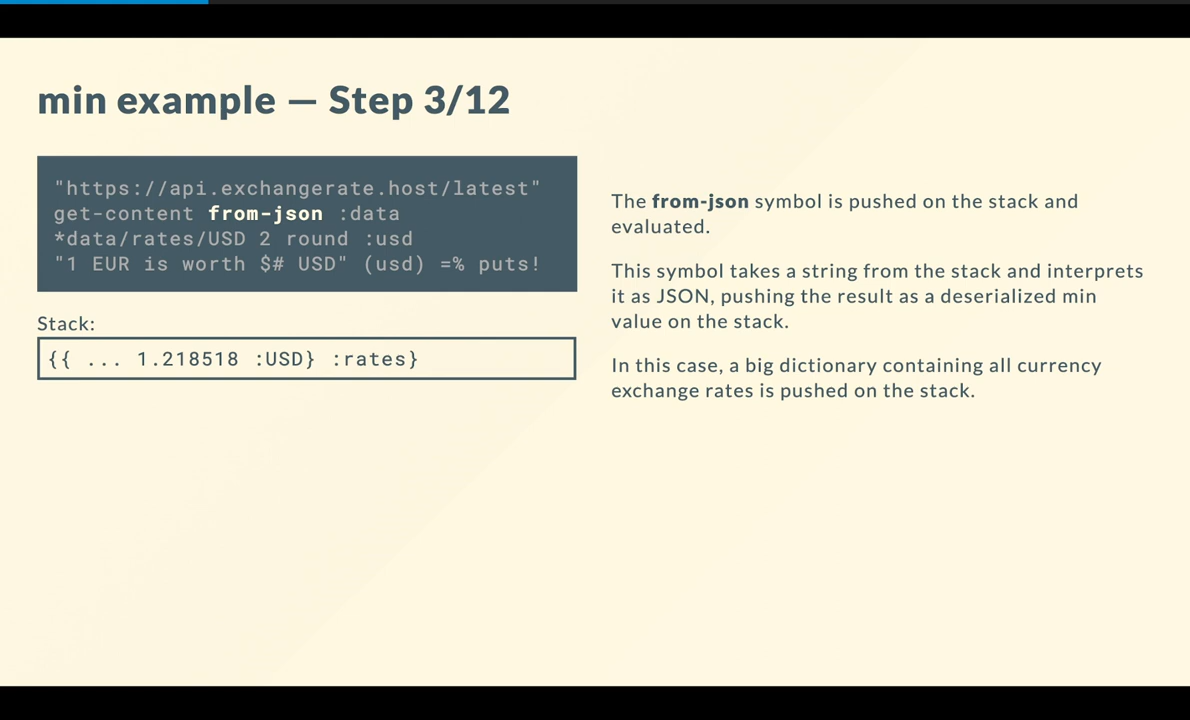 min example — Step 3/12
"https://api.exchangerate.host/latest"
get-content from-json :data
*data/rates/USD 2 round :usd
"1 EUR is worth $# USD" (usd) =% puts!
Stack:
{{ ... 1.218518 :USD} :rates}
The from-json symbol is pushed on the stack and
evaluated.
This symbol takes a string from the stack and interprets
it as JSON, pushing the result as a deserialized min
value on the stack.
In this case, a big dictionary containing all currency
exchange rates is pushed on the stack.